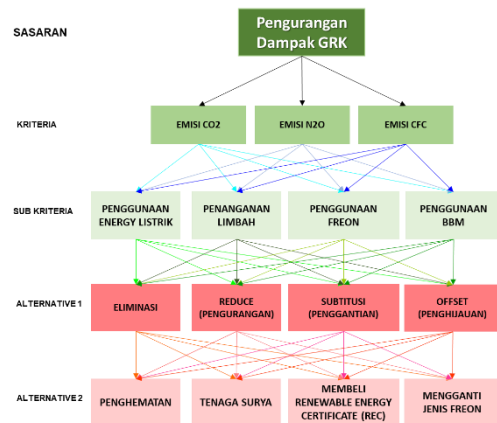 SASARAN
Pengurangan
Dampak GRK
KRITERIA
EMISI CO2
EMISI N2O
EMISI CFC
SUB KRITERIA
PENGGUNAAN
ENERGY LISTRIK
PENANGANAN
LIMBAH
PENGGUNAAN
FREON
PENGGUNAAN
BBM
ALTERNATIVE 1
ELIMINASI
REDUCE
(PENGURANGAN)
SUBTITUSI
(PENGGANTIAN)
OFFSET
(PENGHIJAUAN)
ALTERNATIVE 2
PENGHEMATAN
TENAGA SURYA
MEMBELI
RENEWABLE ENERGY
CERTIFICATE (REC)
MENGGANTI
JENIS FREON